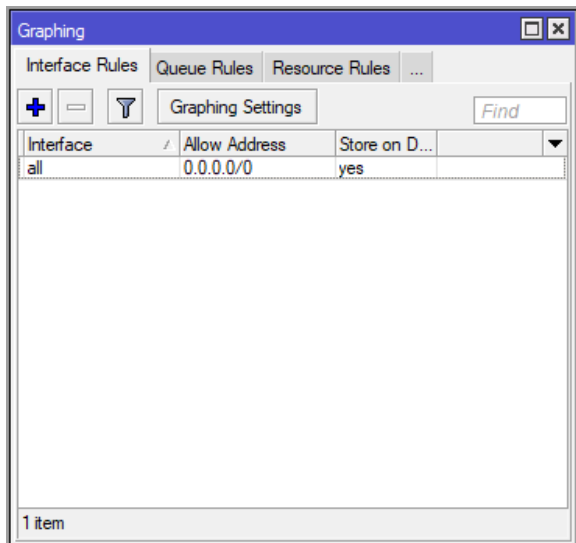 Graphing
Interface Rules Queue Rules Resource Rules ...
Graphing Settings Find
Interface Allow Address Store on D...
all 0.0.0.0/0 yes
1 item